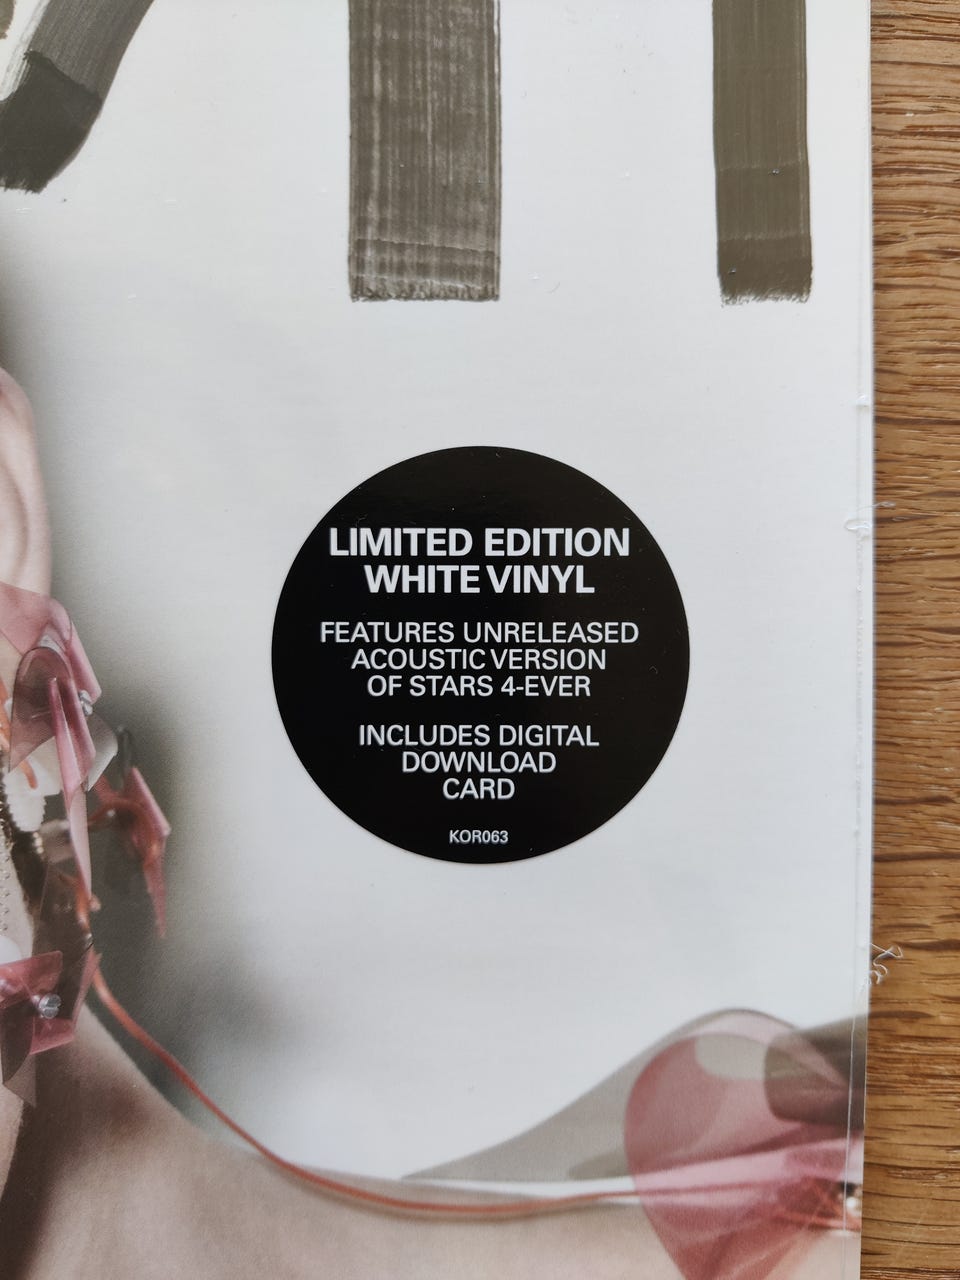 LIMITED EDITION
WHITE VINYL
FEATURES UNRELEASED
ACOUSTIC VERSION
OF STARS 4-EVER
INCLUDES DIGITAL
DOWNLOAD
CARD
KOR063